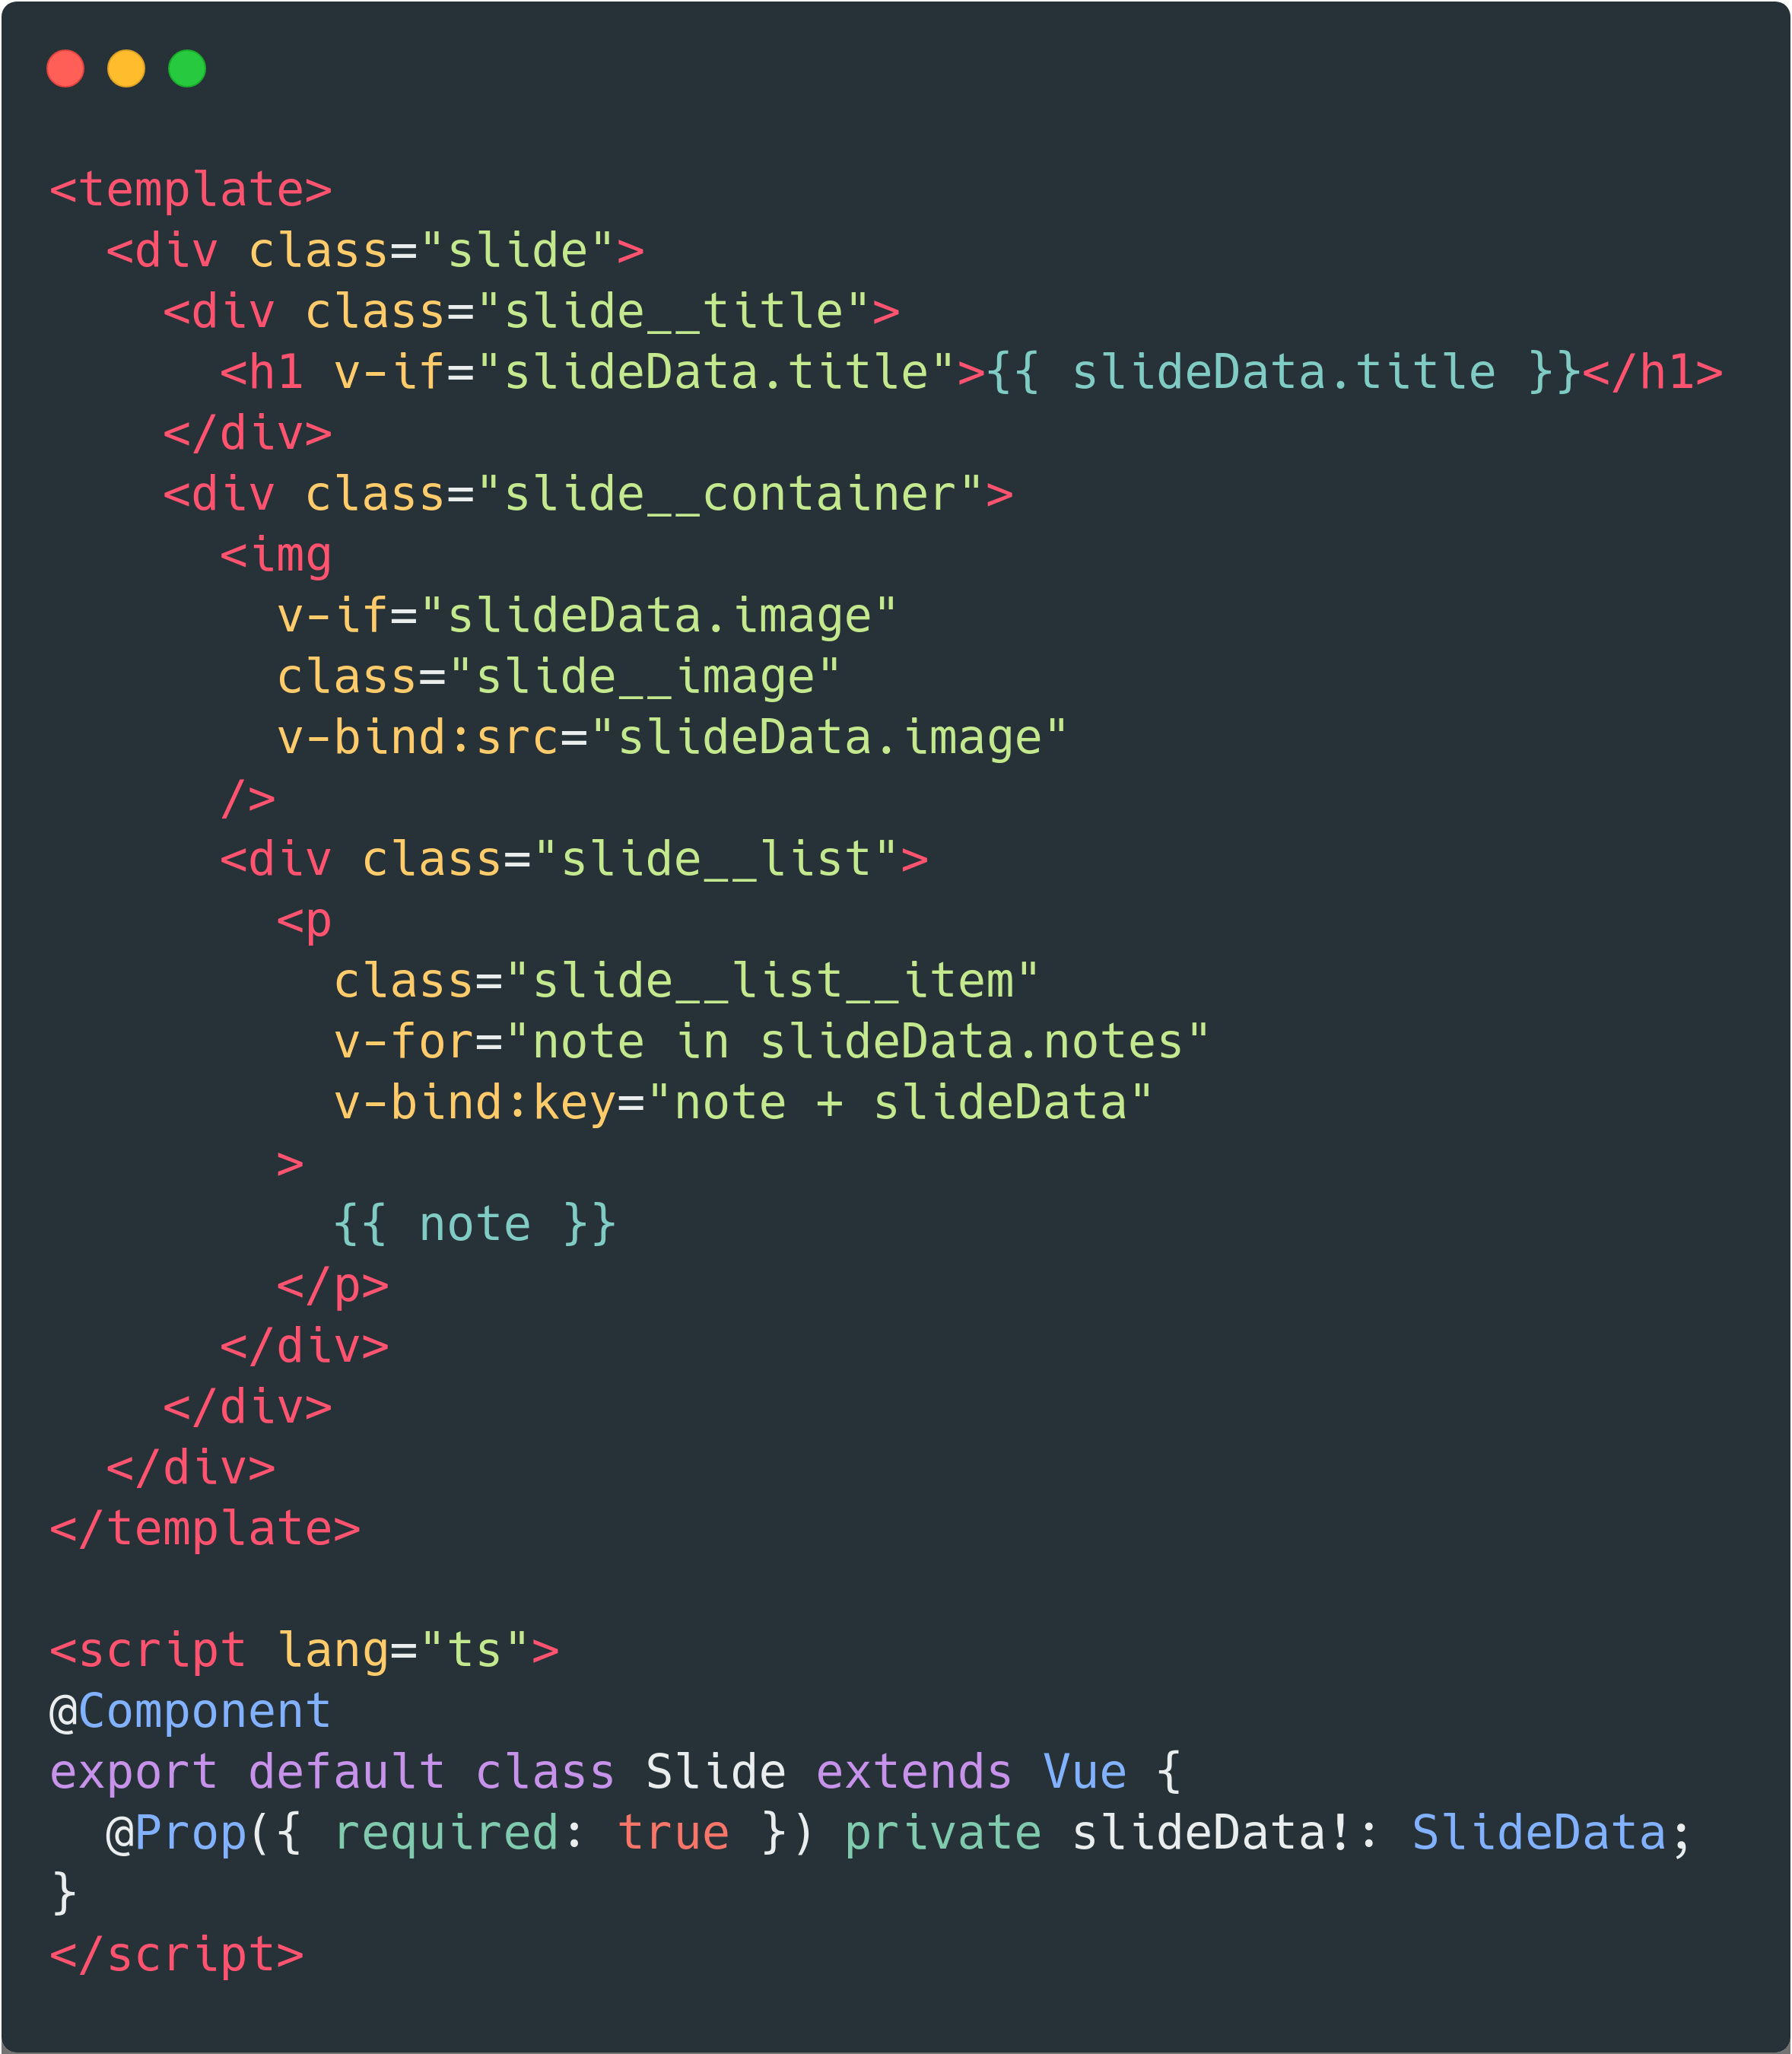 <template>
  <div class="slide">
    <div class="slide__title">
      <h1 v-if="slideData.title">{{ slideData.title }}</h1>
    </div>
    <div class="slide__container">
      <img
        v-if="slideData.image"
        class="slide__image"
        v-bind:src="slideData.image"
      />
      <div class="slide__list">
        <p
          class="slide__list__item"
          v-for="note in slideData.notes"
          v-bind:key="note + slideData"
        >
          {{ note }}
        </p>
      </div>
    </div>
  </div>
</template>

<script lang="ts">
@Component
export default class Slide extends Vue {
  @Prop({ required: true }) private slideData!: SlideData;
}
</script>